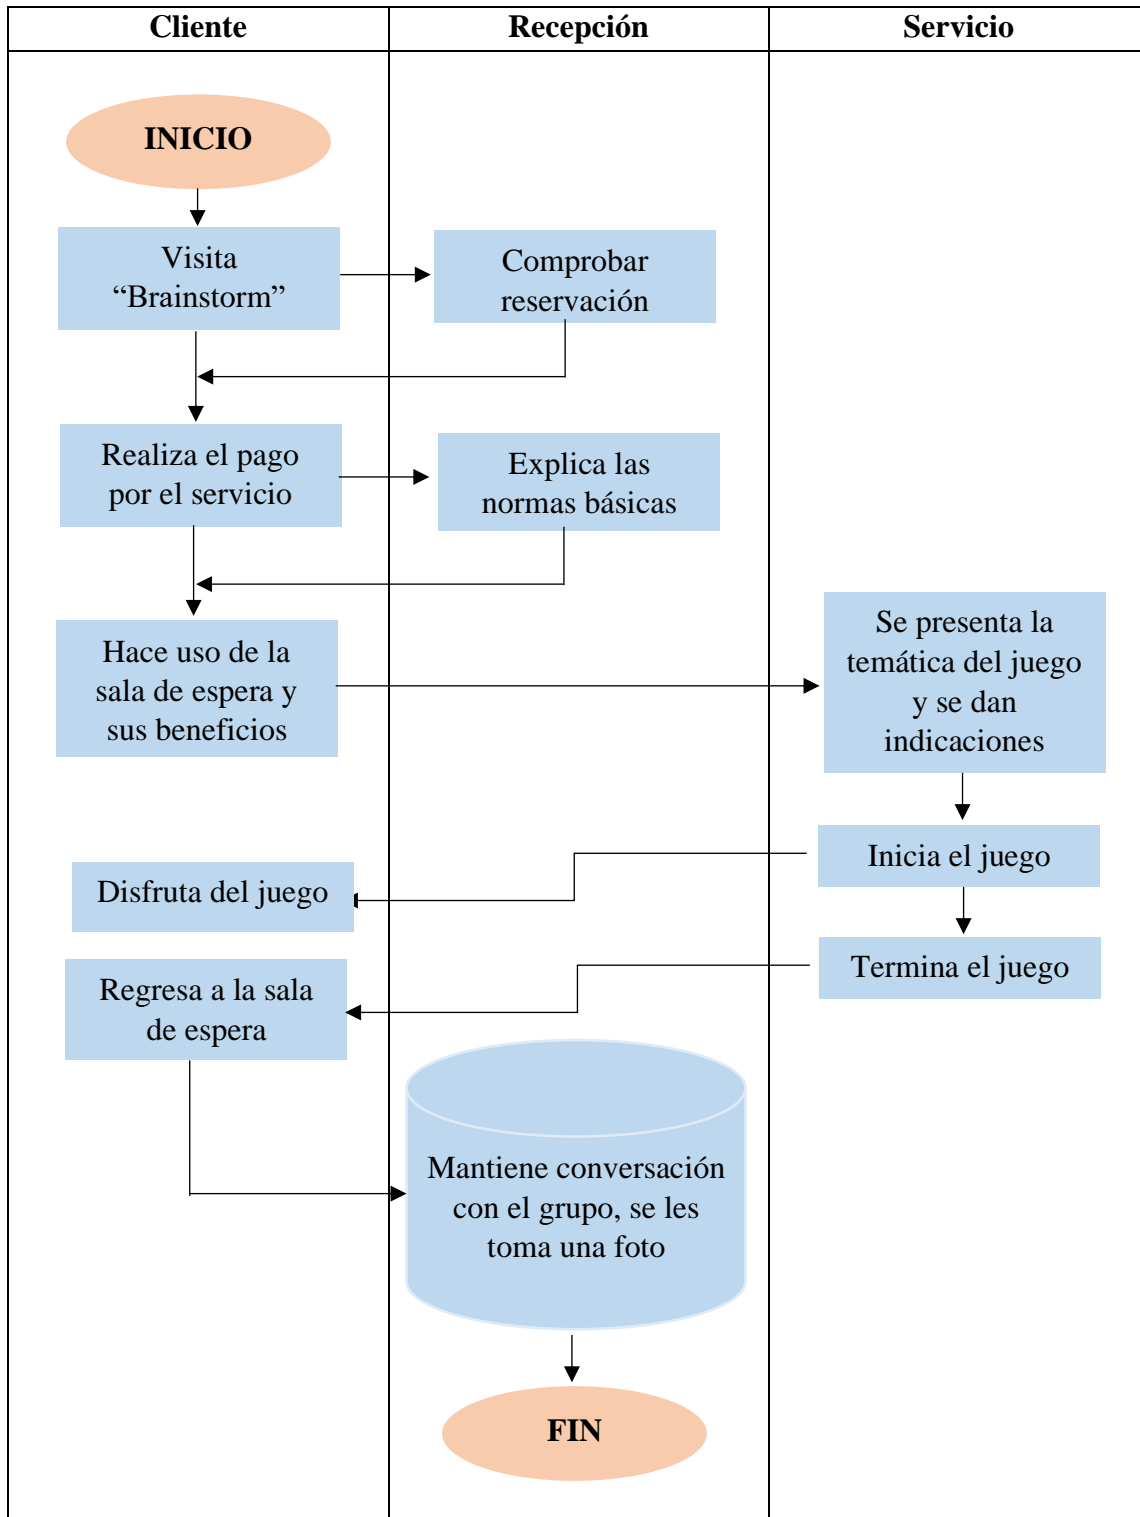 Cliente
Recepción
Servicio
INICIO
Visita
“Brainstorm”
Comprobar
reservación
Realiza el pago
por el servicio
Explica las
normas básicas
Hace uso de la
sala de espera y
sus beneficios
Se presenta la
temática del juego
y se dan
indicaciones
Inicia el juego
Disfruta del juego
Termina el juego
Regresa a la sala
de espera
Mantiene conversación
con el grupo, se les
toma una foto
FIN